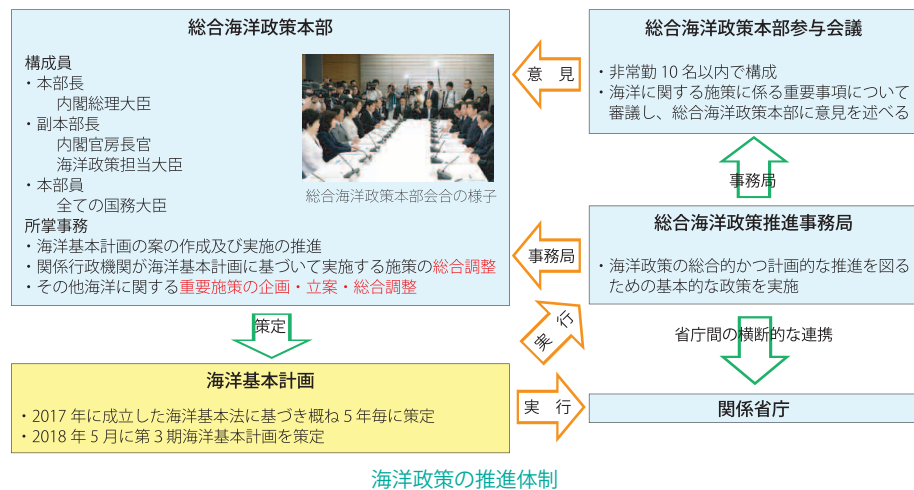 総合海洋政策本部
構成員
・本部長
内閣総理大臣
・副本部長
内閣官房長官
海洋政策担当大臣
・本部員
全ての国務大臣
総合海洋政策本部会合の様子
所掌事務
・海洋基本計画の案の作成及び実施の推進
・関係行政機関が海洋基本計画に基づいて実施する施策の総合調整
・その他海洋に関する重要施策の企画・立案・総合調整
意 見
総合海洋政策本部参与会議
・非常勤 10 名以内で構成
・海洋に関する施策に係る重要事項について
審議し、総合海洋政策本部に意見を述べる
事務局
事務局
総合海洋政策推進事務局
・海洋政策の総合的かつ計画的な推進を図る
ための基本的な政策を実施
策定
実 行
省庁間の横断的な連携
海洋基本計画
・2017 年に成立した海洋基本法に基づき概ね 5 年毎に策定
・2018 年 5 月に第 3 期海洋基本計画を策定
実 行
関係省庁
海洋政策の推進体制